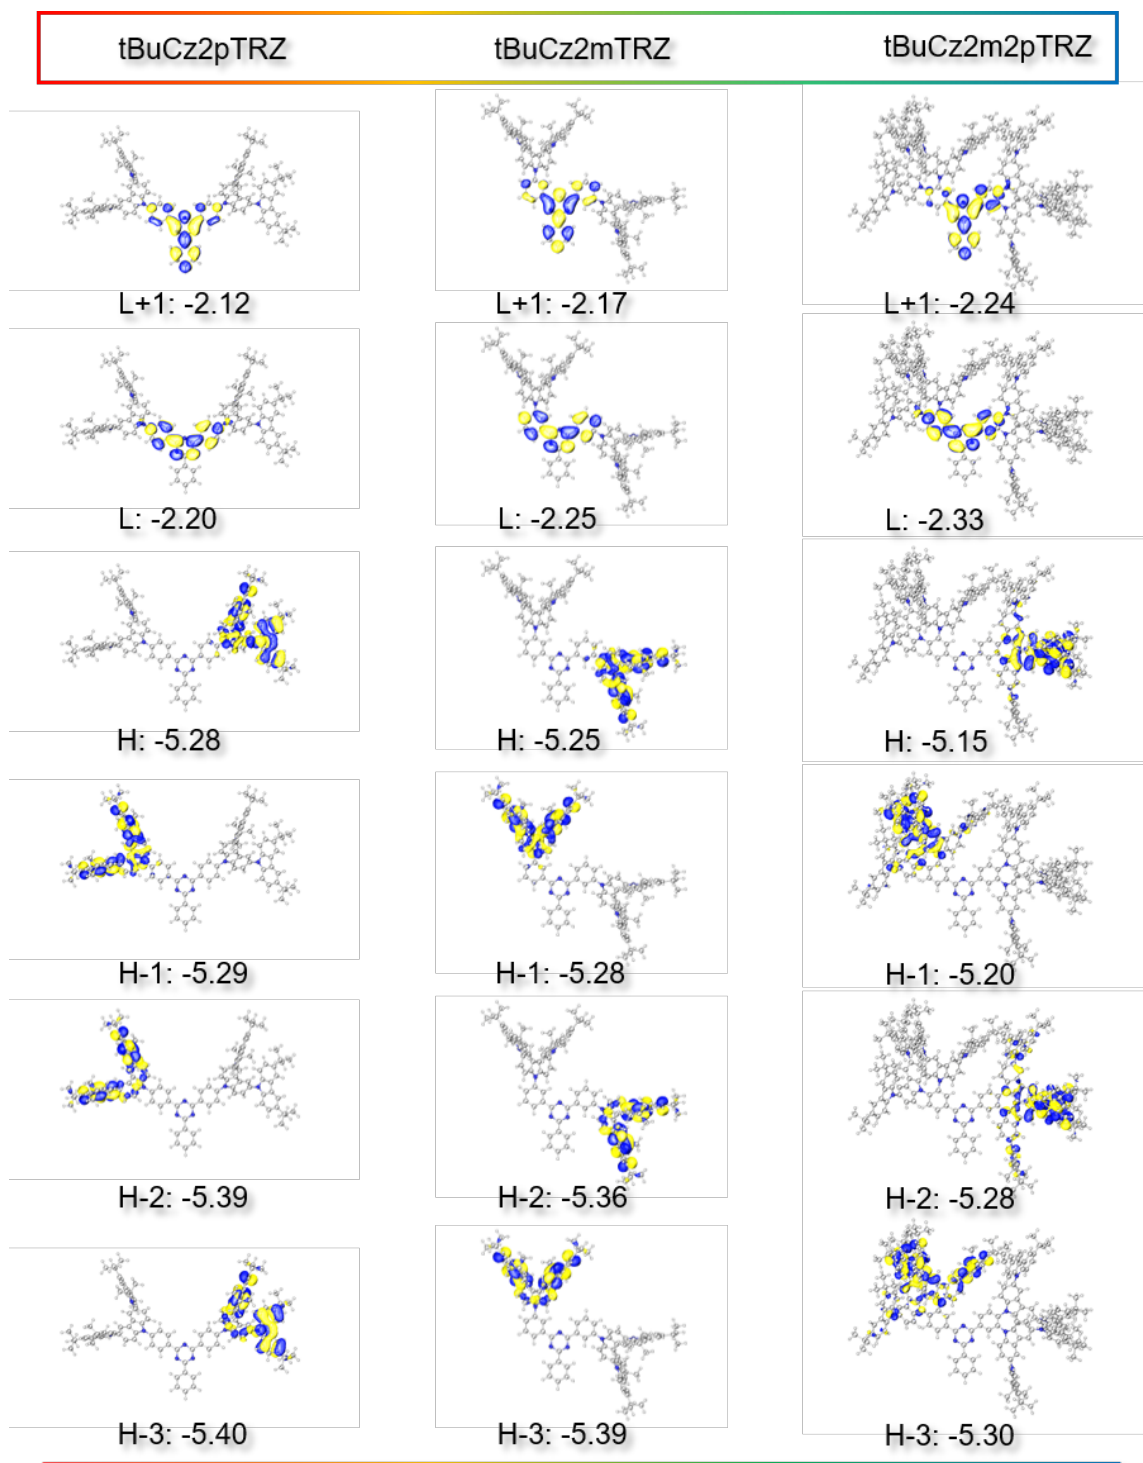 tBuCz2pTRZ tBuCz2mTRZ tBuCz2m2pTRZ
L+1: -2.12 L+1: -2.17 L+1: -2.24
L: -2.20 L: -2.25 L: -2.33
H: -5.28 H: -5.25 H: -5.15
H-1: -5.29 H-1: -5.28 H-1: -5.20
H-2: -5.39 H-2: -5.36 H-2: -5.28
H-3: -5.40 H-3: -5.39 H-3: -5.30